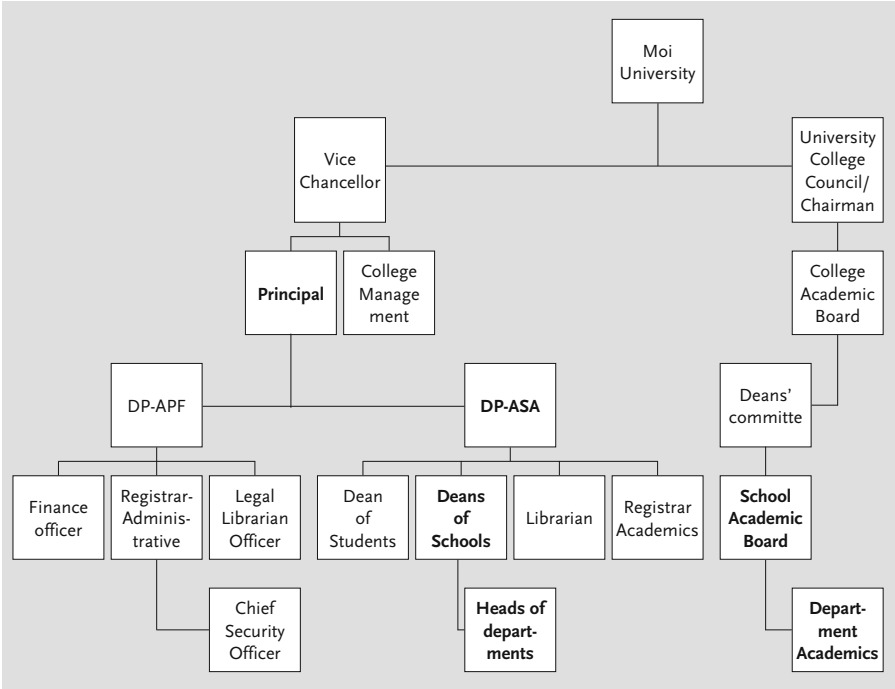 Moi
University
Vice
Chancellor
University
College
Council/
Chairman
Principal
College
Manage
ment
College
Academic
Board
DP-APF
DP-ASA
Deans’
committe
Finance
officer
Registrar-
Adminis-
trative
Legal
Librarian
Officer
Dean
of
Students
Deans
of
Schools
Librarian
Registrar
Academics
School
Academic
Board
Chief
Security
Officer
Heads of
depart-
ments
Depart-
ment
Academics